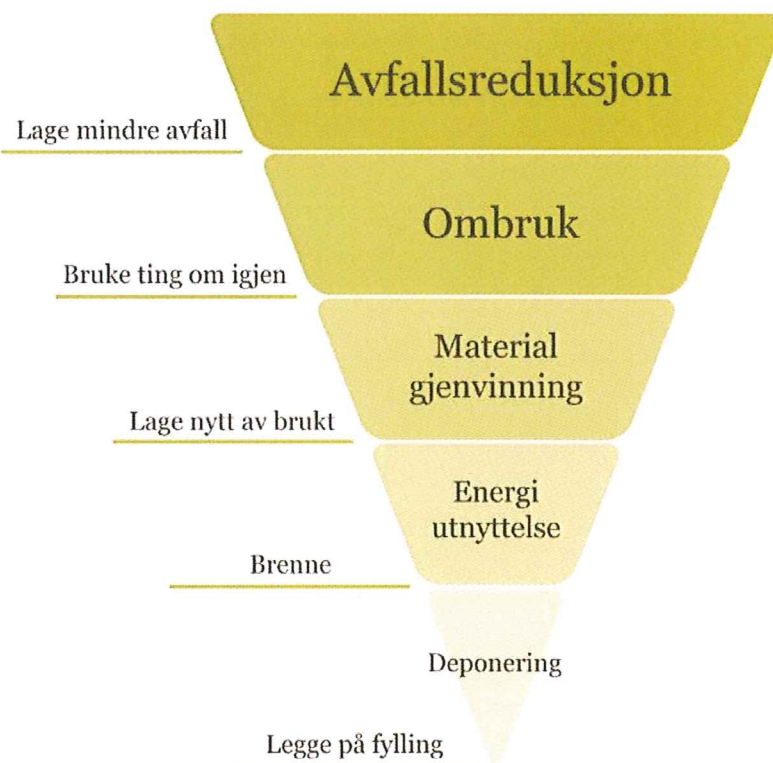 Avfallsreduksjon
Lage mindre avfall
Ombruk
Bruke ting om igjen
Material
gjenvinning
Lage nytt av brukt
Energi
utnyttelse
Brenne
Deponering
Legge på fylling